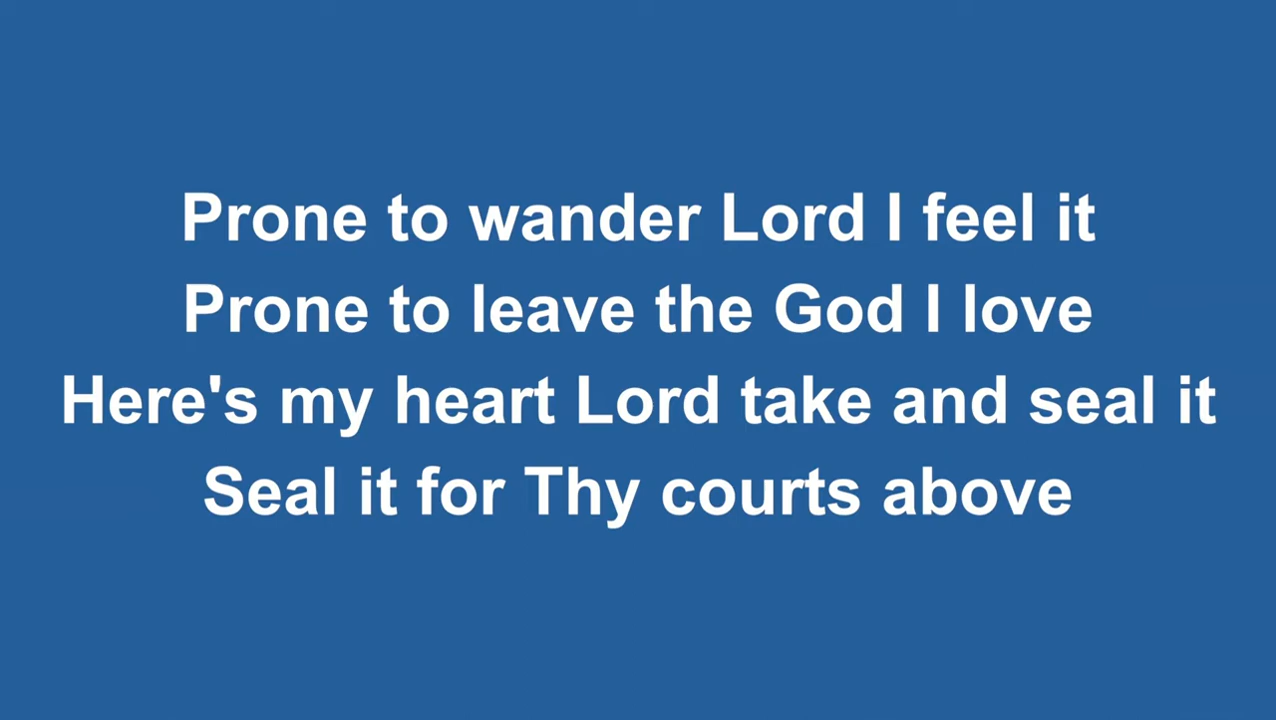 Prone to wander Lord I feel it
Prone to leave the God I love
Here's my heart Lord take and seal it
Seal it for Thy courts above